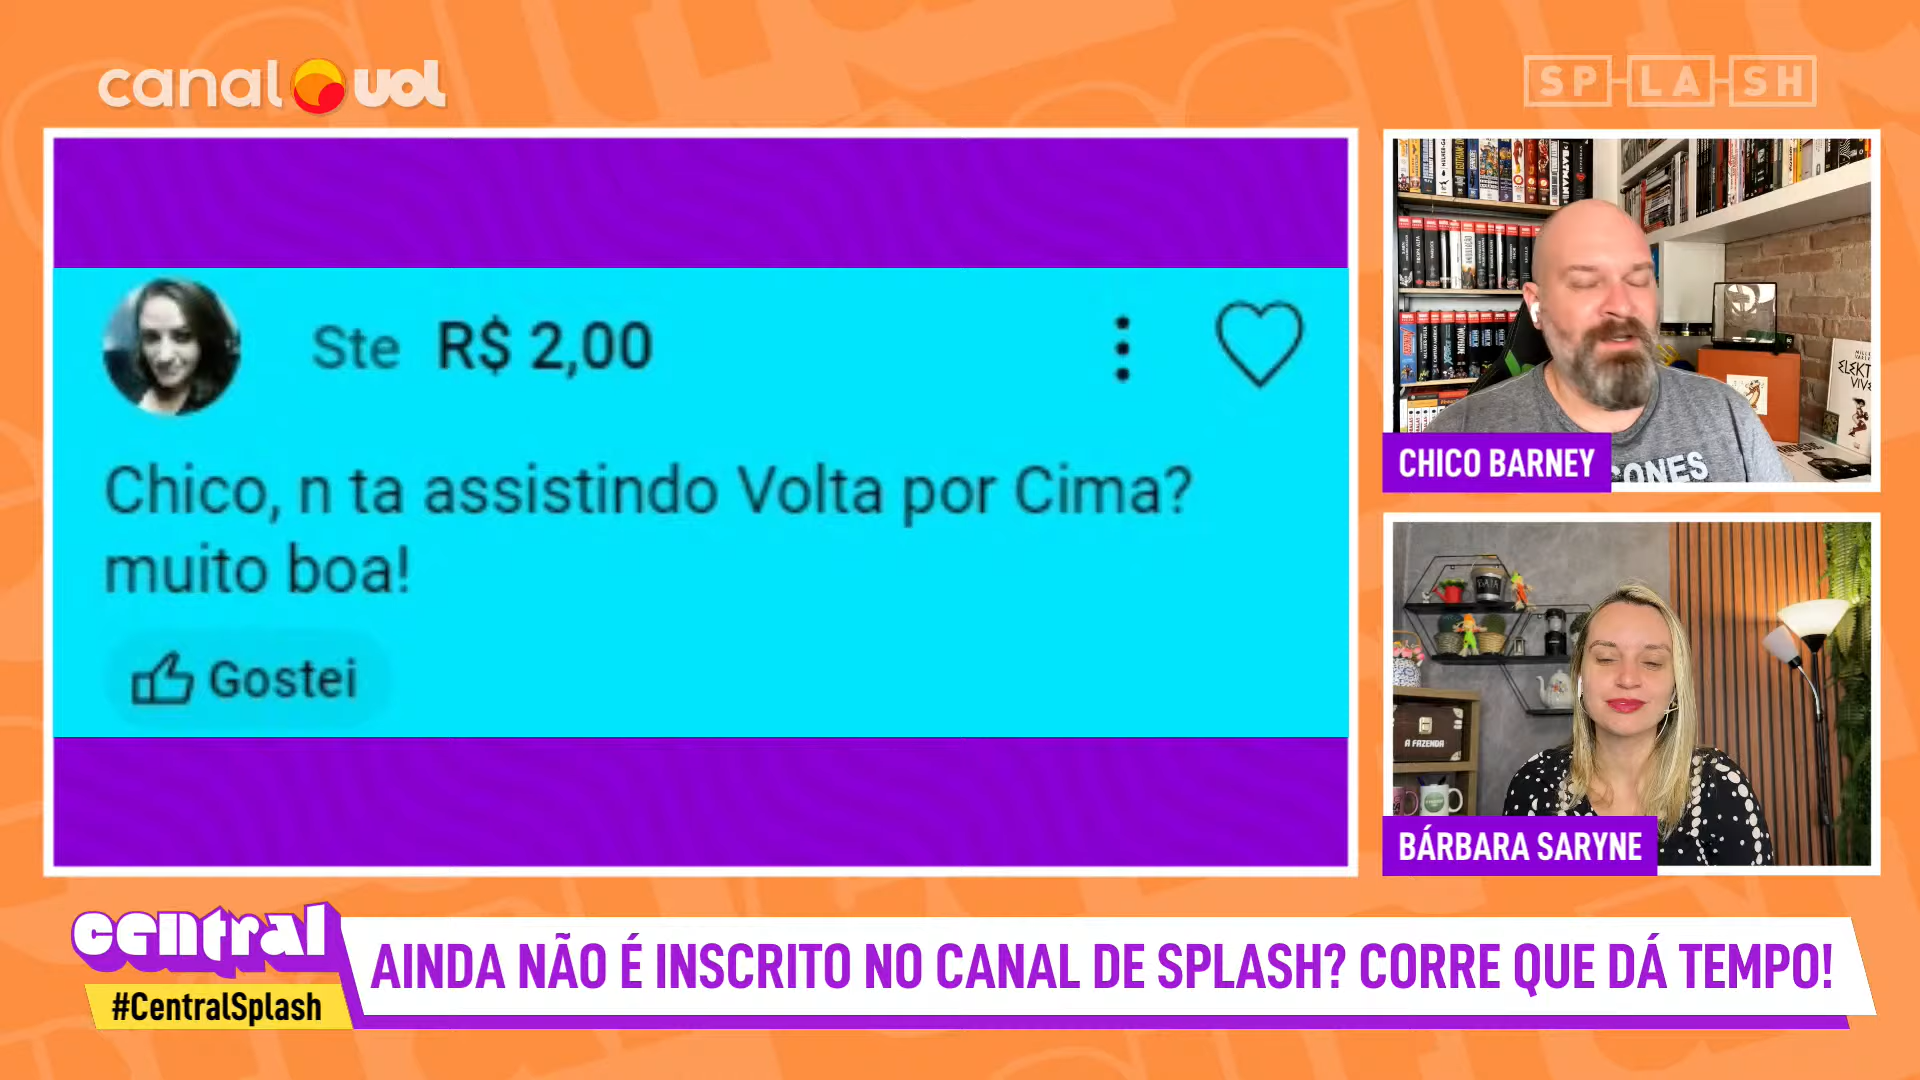 canal uol
SPLASH
Ste R$ 2,00
Chico, n ta assistindo Volta por Cima?
muito boa!
Gostei
CHICO BARNEY
BÁRBARA SARYNE
A FAZENDA
central
#CentralSplash
AINDA NÃO É INSCRITO NO CANAL DE SPLASH? CORRE QUE DÁ TEMPO!